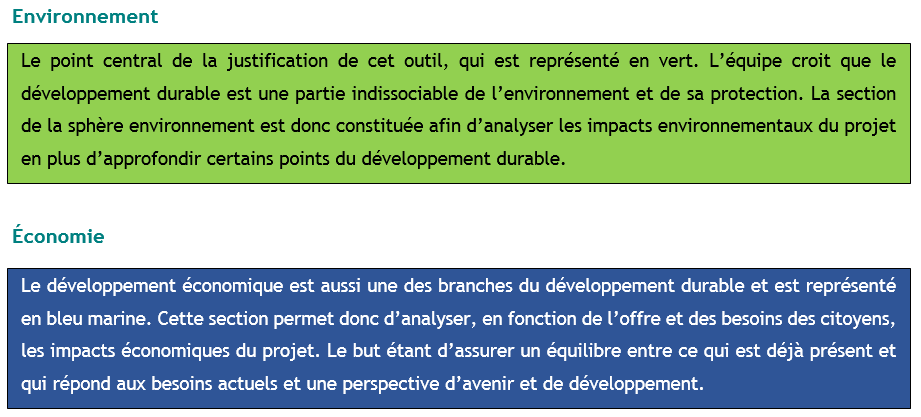 Environnement
Le point central de la justification de cet outil, qui est représenté en vert. L’équipe croit que le
développement durable est une partie indissociable de l’environnement et de sa protection. La section
de la sphère environnement est donc constituée afin d’analyser les impacts environnementaux du projet
en plus d’approfondir certains points du développement durable.
Économie
Le développement économique est aussi une des branches du développement durable et est représenté
en bleu marine. Cette section permet donc d’analyser, en fonction de l’offre et des besoins des citoyens,
les impacts économiques du projet. Le but étant d’assurer un équilibre entre ce qui est déjà présent et
qui répond aux besoins actuels et une perspective d’avenir et de développement.